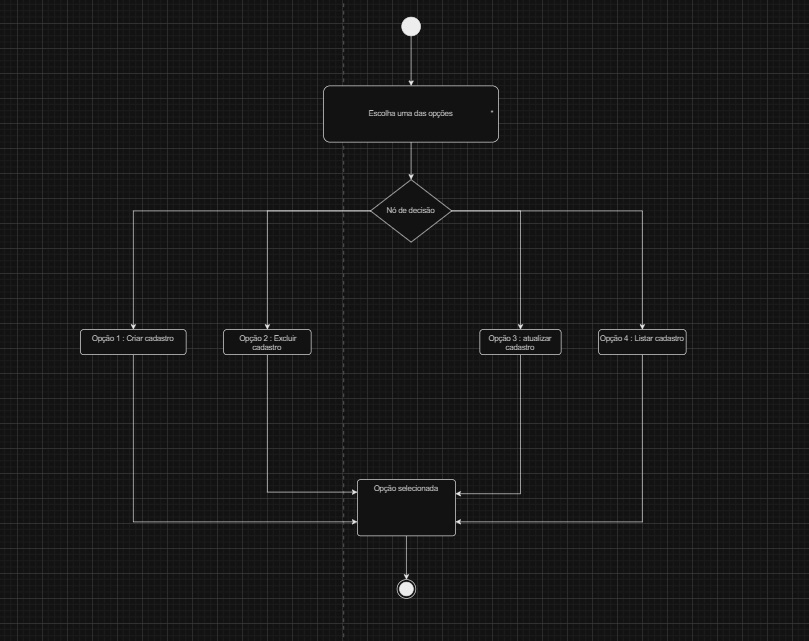 Escolha uma das opções
Nó de decisão
Opção 1 : Criar cadastro
Opção 2 : Excluir
cadastro
Opção 3 : atualizar
cadastro
Opção 4 : Listar cadastro
Opção selecionada